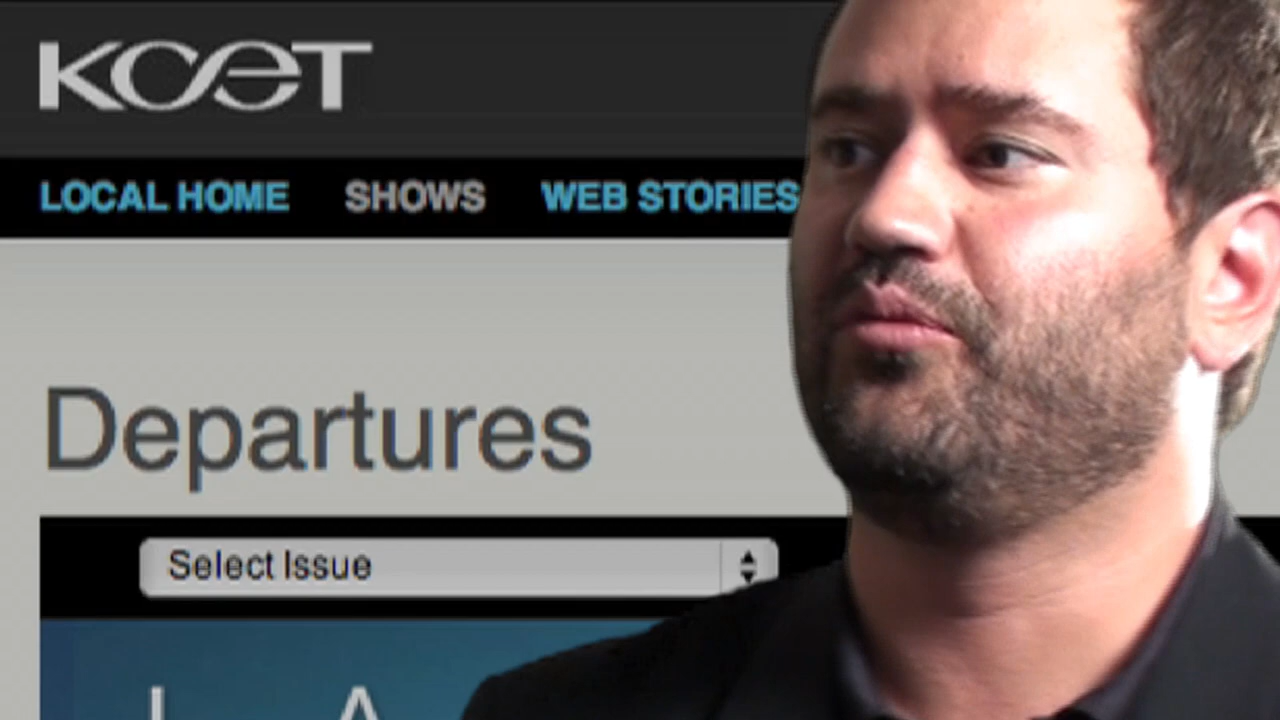 KCET
LOCAL HOME SHOWS WEB STORIES
Departures
Select Issue
L A